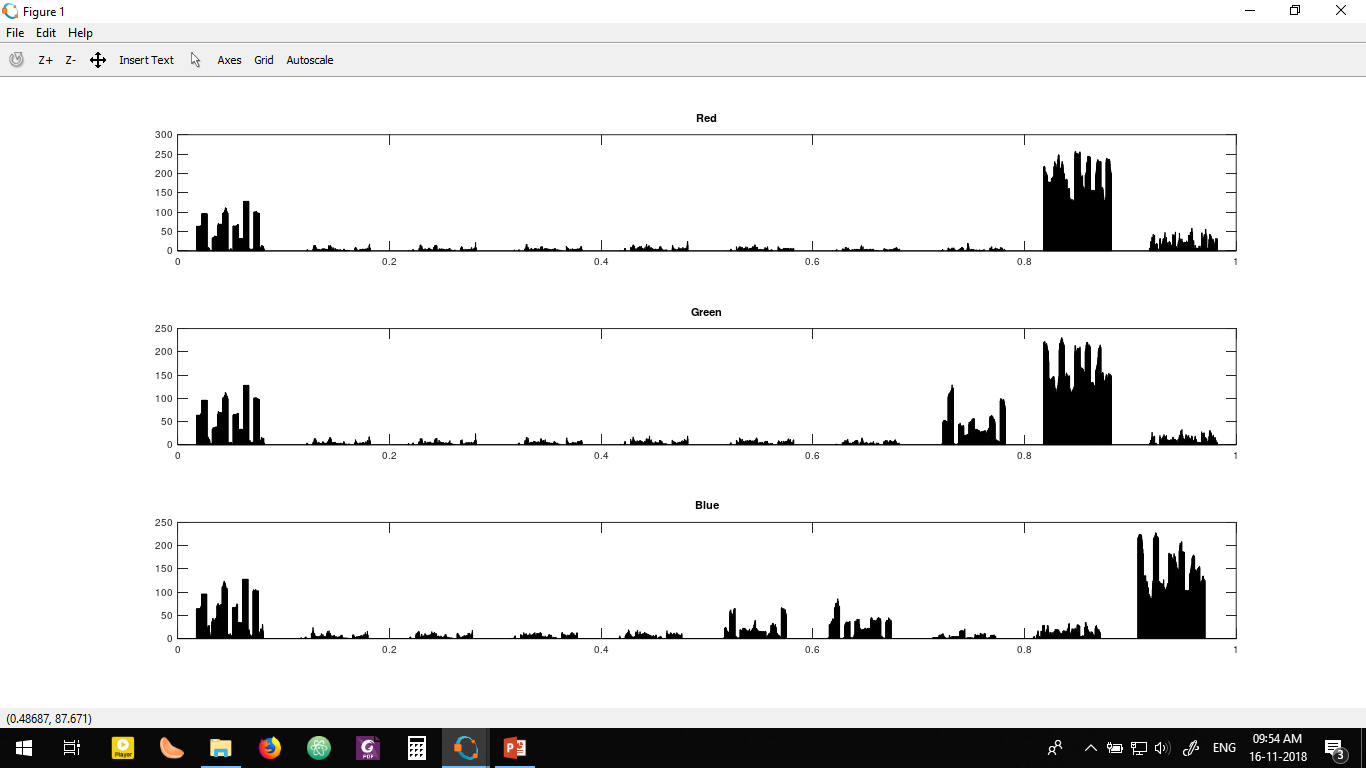 Figure 1
File Edit Help
Z+ Z- Insert Text Axes Grid Autoscale
Red
300
250
200
150
100
50
0
0 0.2 0.4 0.6 0.8 1
Green
250
200
150
100
50
0
0 0.2 0.4 0.6 0.8 1
Blue
250
200
150
100
50
0
0 0.2 0.4 0.6 0.8 1
(0.48687, 87.671)
Player
PDF
ENG
09:54 AM
16-11-2018
3